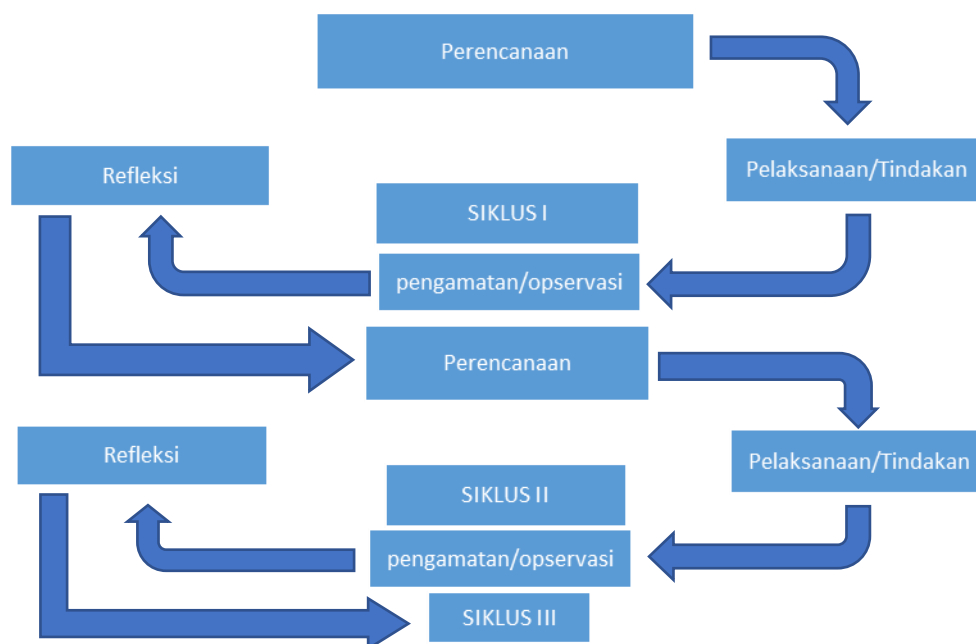 Perencanaan
Pelaksanaan/Tindakan
Refleksi
SIKLUS I
pengamatan/opservasi
Perencanaan
Pelaksanaan/Tindakan
Refleksi
SIKLUS II
pengamatan/opservasi
SIKLUS III